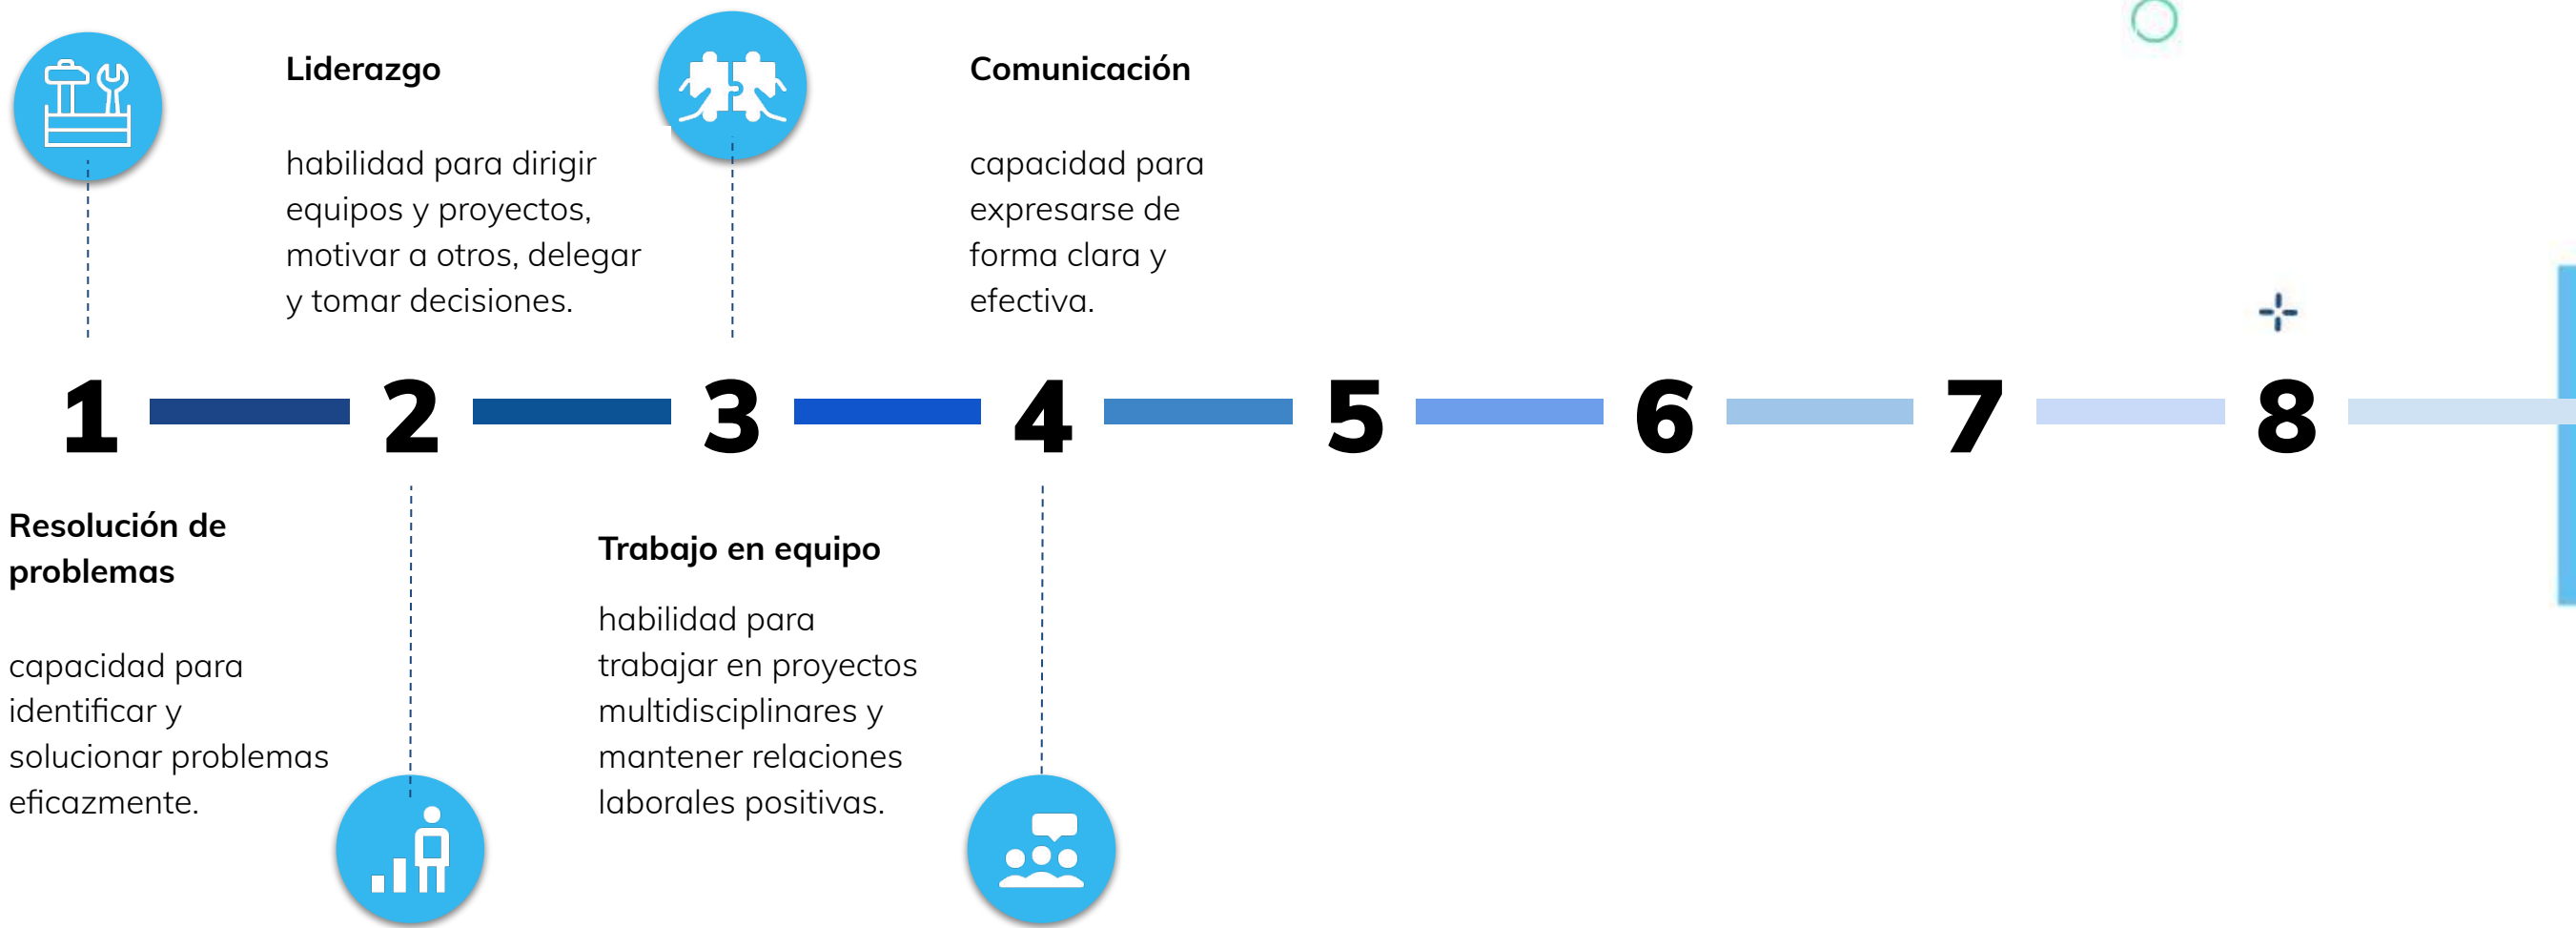 Liderazgo
habilidad para dirigir
equipos y proyectos,
motivar a otros, delegar
y tomar decisiones.
Comunicación
capacidad para
expresarse de
forma clara y
efectiva.
1 2 3 4 5 6 7 8
Resolución de
problemas
capacidad para
identificar y
solucionar problemas
eficazmente.
Trabajo en equipo
habilidad para
trabajar en proyectos
multidisciplinares y
mantener relaciones
laborales positivas.